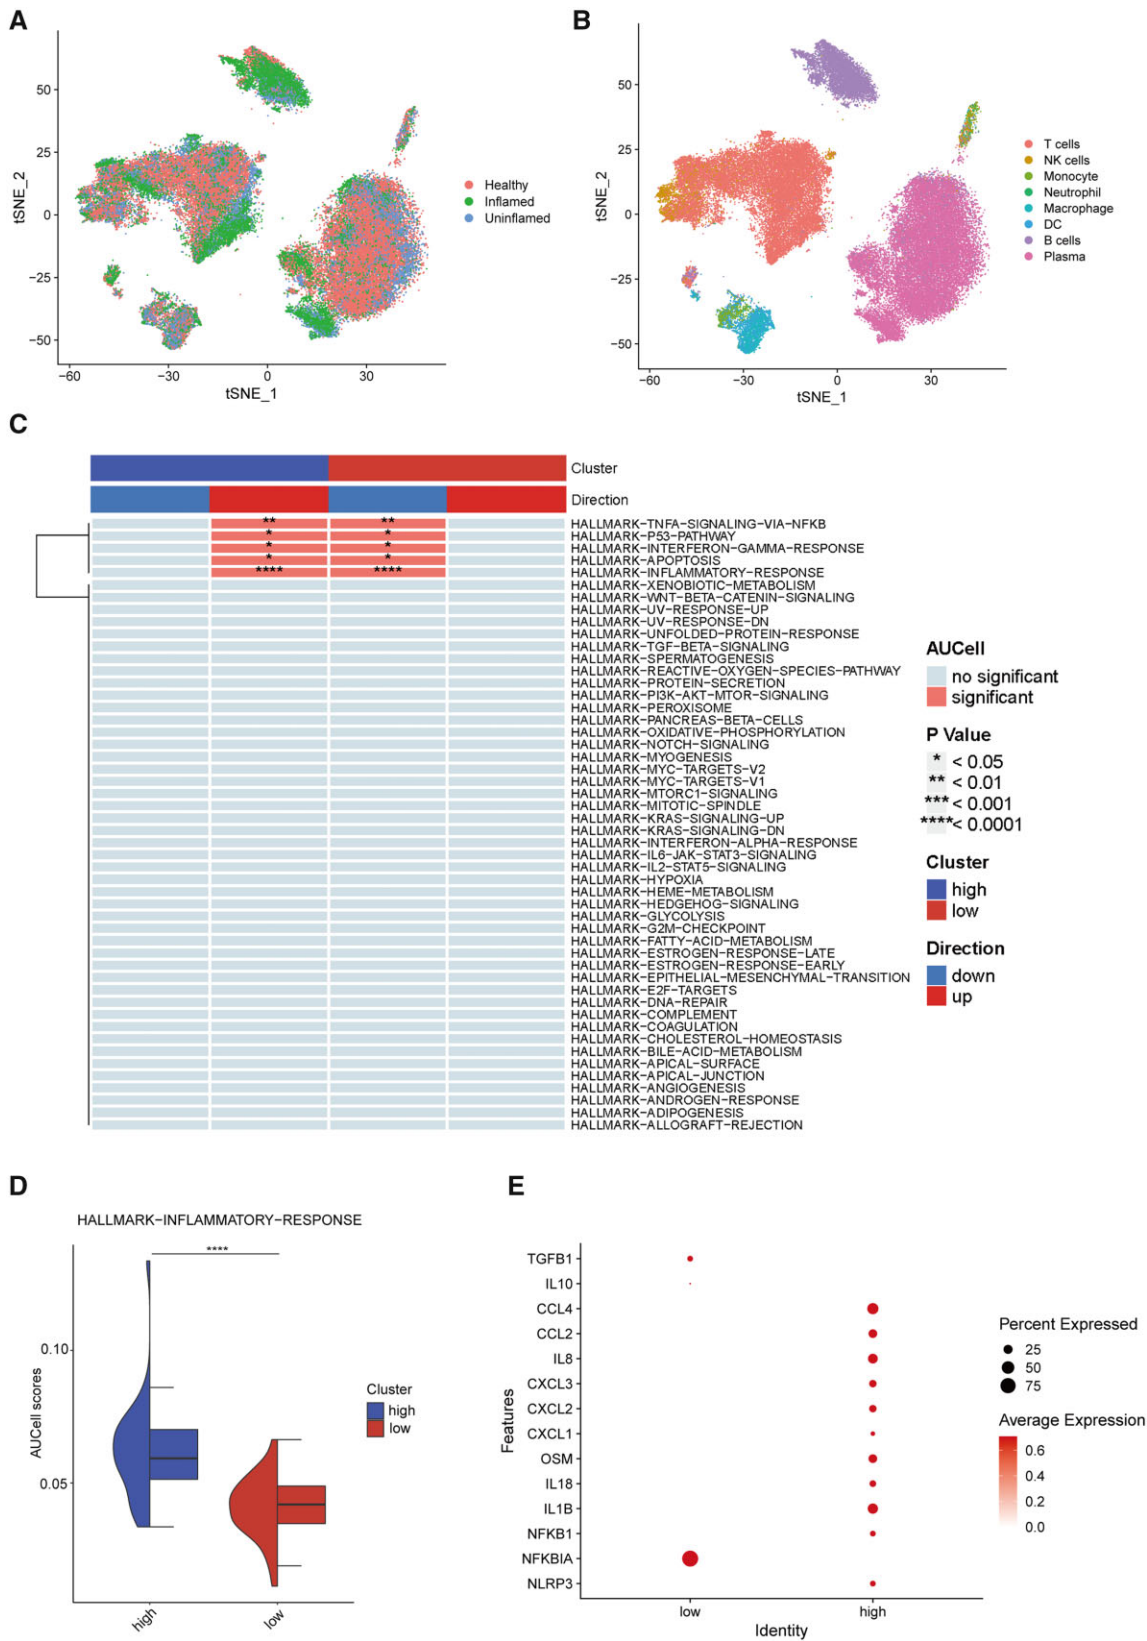 A
50
25
0
−25
−50
tSNE_2
−60
−30
0
30
tSNE_1
Healthy
Inflamed
Uninflamed
B
50
25
0
−25
−50
tSNE_2
−60
−30
0
30
tSNE_1
T cells
NK cells
Monocyte
Neutrophil
Macrophage
DC
B cells
Plasma
C
Cluster
Direction
** ** HALLMARK−TNFA−SIGNALING−VIA−NFKB
* * HALLMARK−P53−PATHWAY
* * HALLMARK−INTERFERON−GAMMA−RESPONSE
* * HALLMARK−APOPTOSIS
**** **** HALLMARK−INFLAMMATORY−RESPONSE
HALLMARK−XENOBIOTIC−METABOLISM
HALLMARK−WNT−BETA−CATENIN−SIGNALING
HALLMARK−UV−RESPONSE−UP
HALLMARK−UV−RESPONSE−DN
HALLMARK−UNFOLDED−PROTEIN−RESPONSE
HALLMARK−TGF−BETA−SIGNALING
HALLMARK−SPERMATOGENESIS
HALLMARK−REACTIVE−OXYGEN−SPECIES−PATHWAY
HALLMARK−PROTEIN−SECRETION
HALLMARK−PI3K−AKT−MTOR−SIGNALING
HALLMARK−PEROXISOME
HALLMARK−PANCREAS−BETA−CELLS
HALLMARK−OXIDATIVE−PHOSPHORYLATION
HALLMARK−NOTCH−SIGNALING
HALLMARK−MYOGENESIS
HALLMARK−MYC−TARGETS−V2
HALLMARK−MYC−TARGETS−V1
HALLMARK−MTORC1−SIGNALING
HALLMARK−MITOTIC−SPINDLE
HALLMARK−KRAS−SIGNALING−UP
HALLMARK−KRAS−SIGNALING−DN
HALLMARK−INTERFERON−ALPHA−RESPONSE
HALLMARK−IL6−JAK−STAT3−SIGNALING
HALLMARK−IL2−STAT5−SIGNALING
HALLMARK−HYPOXIA
HALLMARK−HEME−METABOLISM
HALLMARK−HEDGEHOG−SIGNALING
HALLMARK−GLYCOLYSIS
HALLMARK−G2M−CHECKPOINT
HALLMARK−FATTY−ACID−METABOLISM
HALLMARK−ESTROGEN−RESPONSE−LATE
HALLMARK−ESTROGEN−RESPONSE−EARLY
HALLMARK−EPITHELIAL−MESENCHYMAL−TRANSITION
HALLMARK−E2F−TARGETS
HALLMARK−DNA−REPAIR
HALLMARK−COMPLEMENT
HALLMARK−COAGULATION
HALLMARK−CHOLESTEROL−HOMEOSTASIS
HALLMARK−BILE−ACID−METABOLISM
HALLMARK−APICAL−SURFACE
HALLMARK−APICAL−JUNCTION
HALLMARK−ANGIOGENESIS
HALLMARK−ANDROGEN−RESPONSE
HALLMARK−ADIPOGENESIS
HALLMARK−ALLOGRAFT−REJECTION
AUCell
no significant
significant
P Value
* < 0.05
** < 0.01
*** < 0.001
**** < 0.0001
Cluster
high
low
Direction
down
up
D
HALLMARK−INFLAMMATORY−RESPONSE
****
0.10
0.05
AUCell scores
high
low
Cluster
high
low
E
TGFB1
IL10
CCL4
CCL2
IL8
CXCL3
CXCL2
CXCL1
OSM
IL18
IL1B
NFKB1
NFKBIA
NLRP3
Features
low
high
Identity
Percent Expressed
25
50
75
Average Expression
0.6
0.4
0.2
0.0